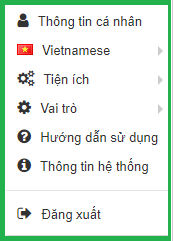 Thông tin cá nhân
Vietnamese
Tiện ích
Vai trò
Hướng dẫn sử dụng
Thông tin hệ thống
Đăng xuất